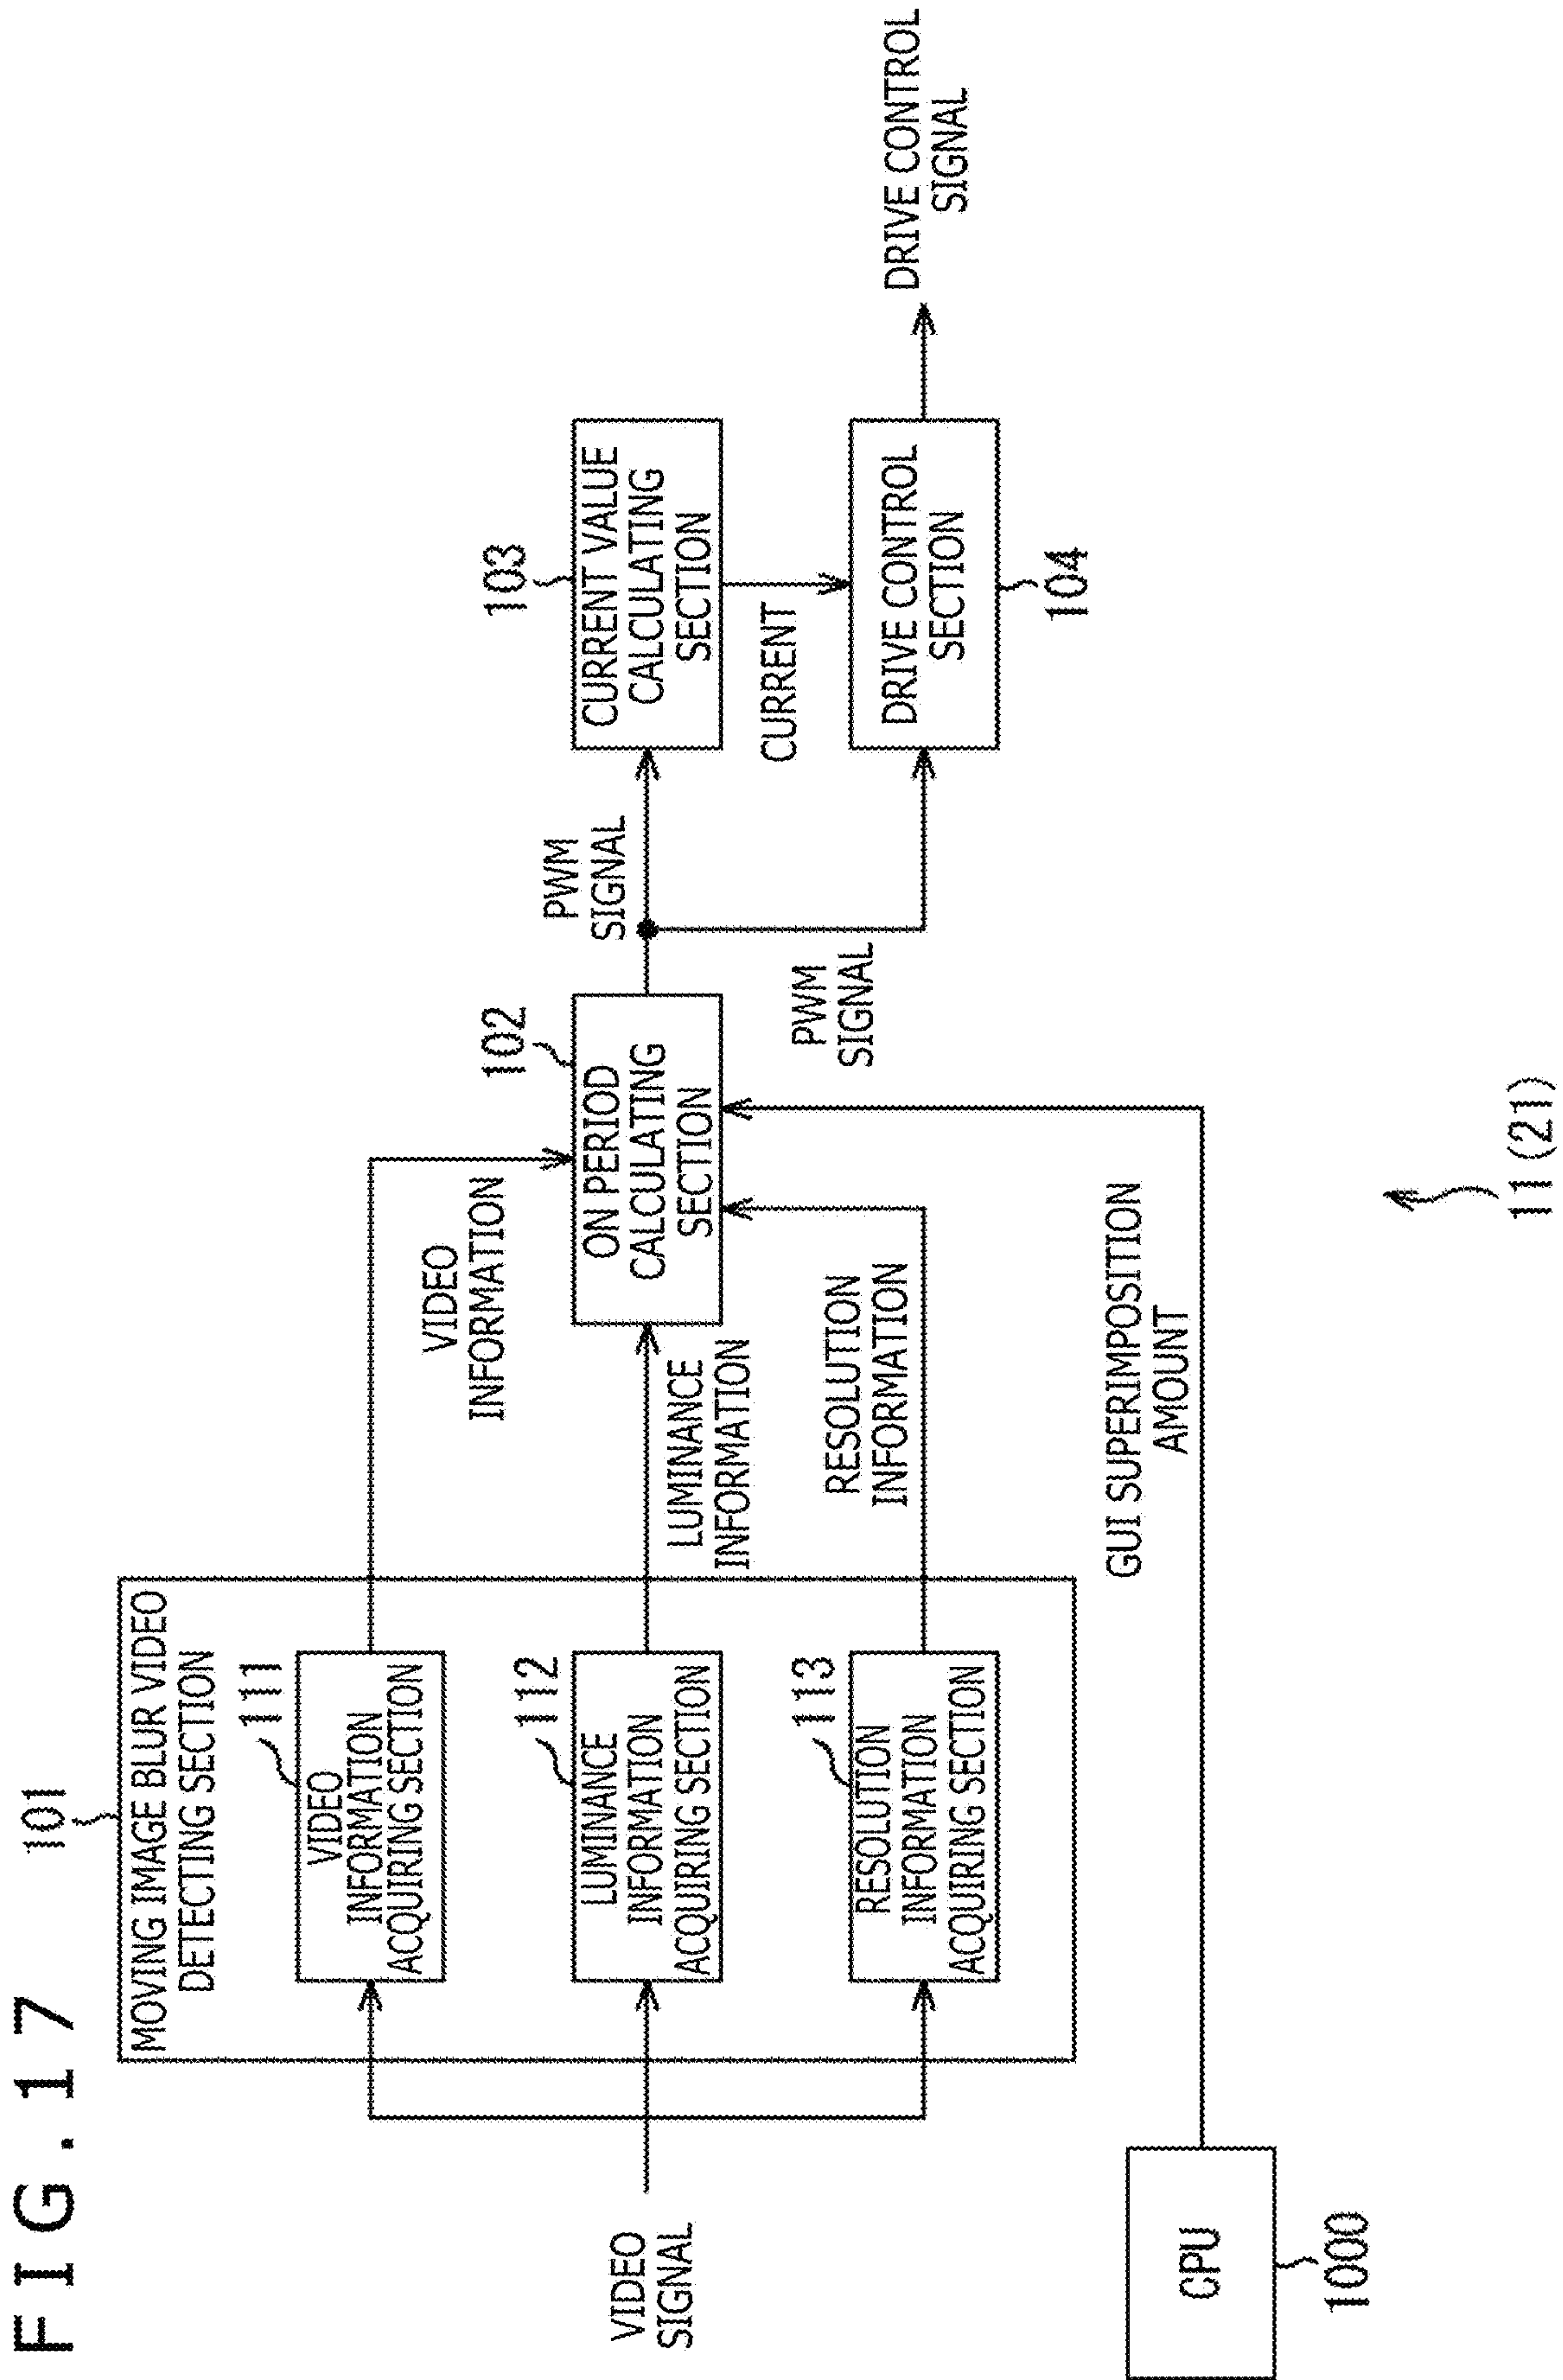 FIG.17
101
MOVING IMAGE BLUR VIDEO
DETECTING SECTION
111
VIDEO
INFORMATION
ACQUIRING SECTION
112
LUMINANCE
INFORMATION
ACQUIRING SECTION
113
RESOLUTION
INFORMATION
ACQUIRING SECTION
VIDEO
SIGNAL
VIDEO
INFORMATION
LUMINANCE
INFORMATION
RESOLUTION
INFORMATION
102
ON PERIOD
CALCULATING
SECTION
PWM
SIGNAL
PWM
SIGNAL
103
CURRENT VALUE
CALCULATING
SECTION
CURRENT
DRIVE CONTROL
SECTION
104
DRIVE CONTROL
SIGNAL
GUI SUPERIMPOSITION
AMOUNT
CPU
1000
11(21)